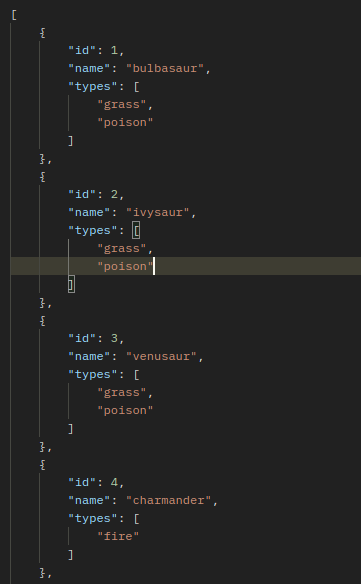 [
    {
        "id": 1,
        "name": "bulbasaur",
        "types": [
            "grass",
            "poison"
        ]
    },
    {
        "id": 2,
        "name": "ivysaur",
        "types": [
            "grass",
            "poison"
        ]
    },
    {
        "id": 3,
        "name": "venusaur",
        "types": [
            "grass",
            "poison"
        ]
    },
    {
        "id": 4,
        "name": "charmander",
        "types": [
            "fire"
        ]
    },